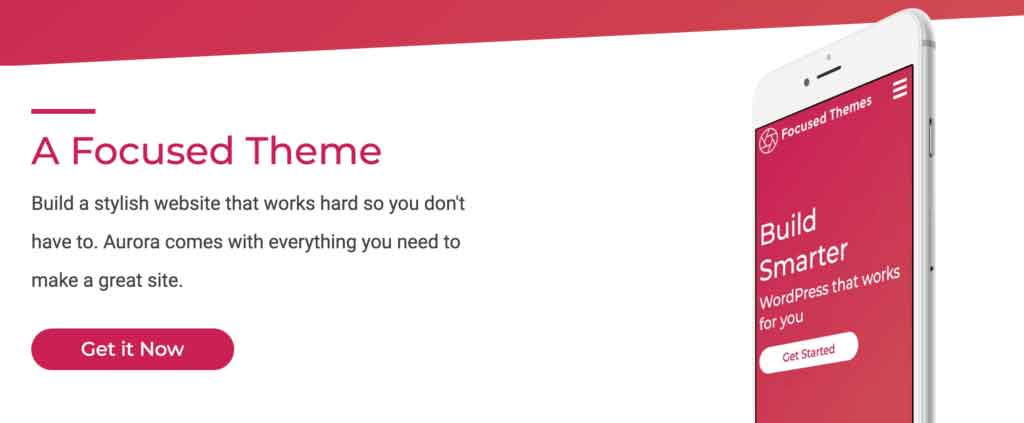 A Focused Theme
Build a stylish website that works hard so you don't
have to. Aurora comes with everything you need to
make a great site.
Get it Now
Focused Themes
Build
Smarter
WordPress that works
for you
Get Started